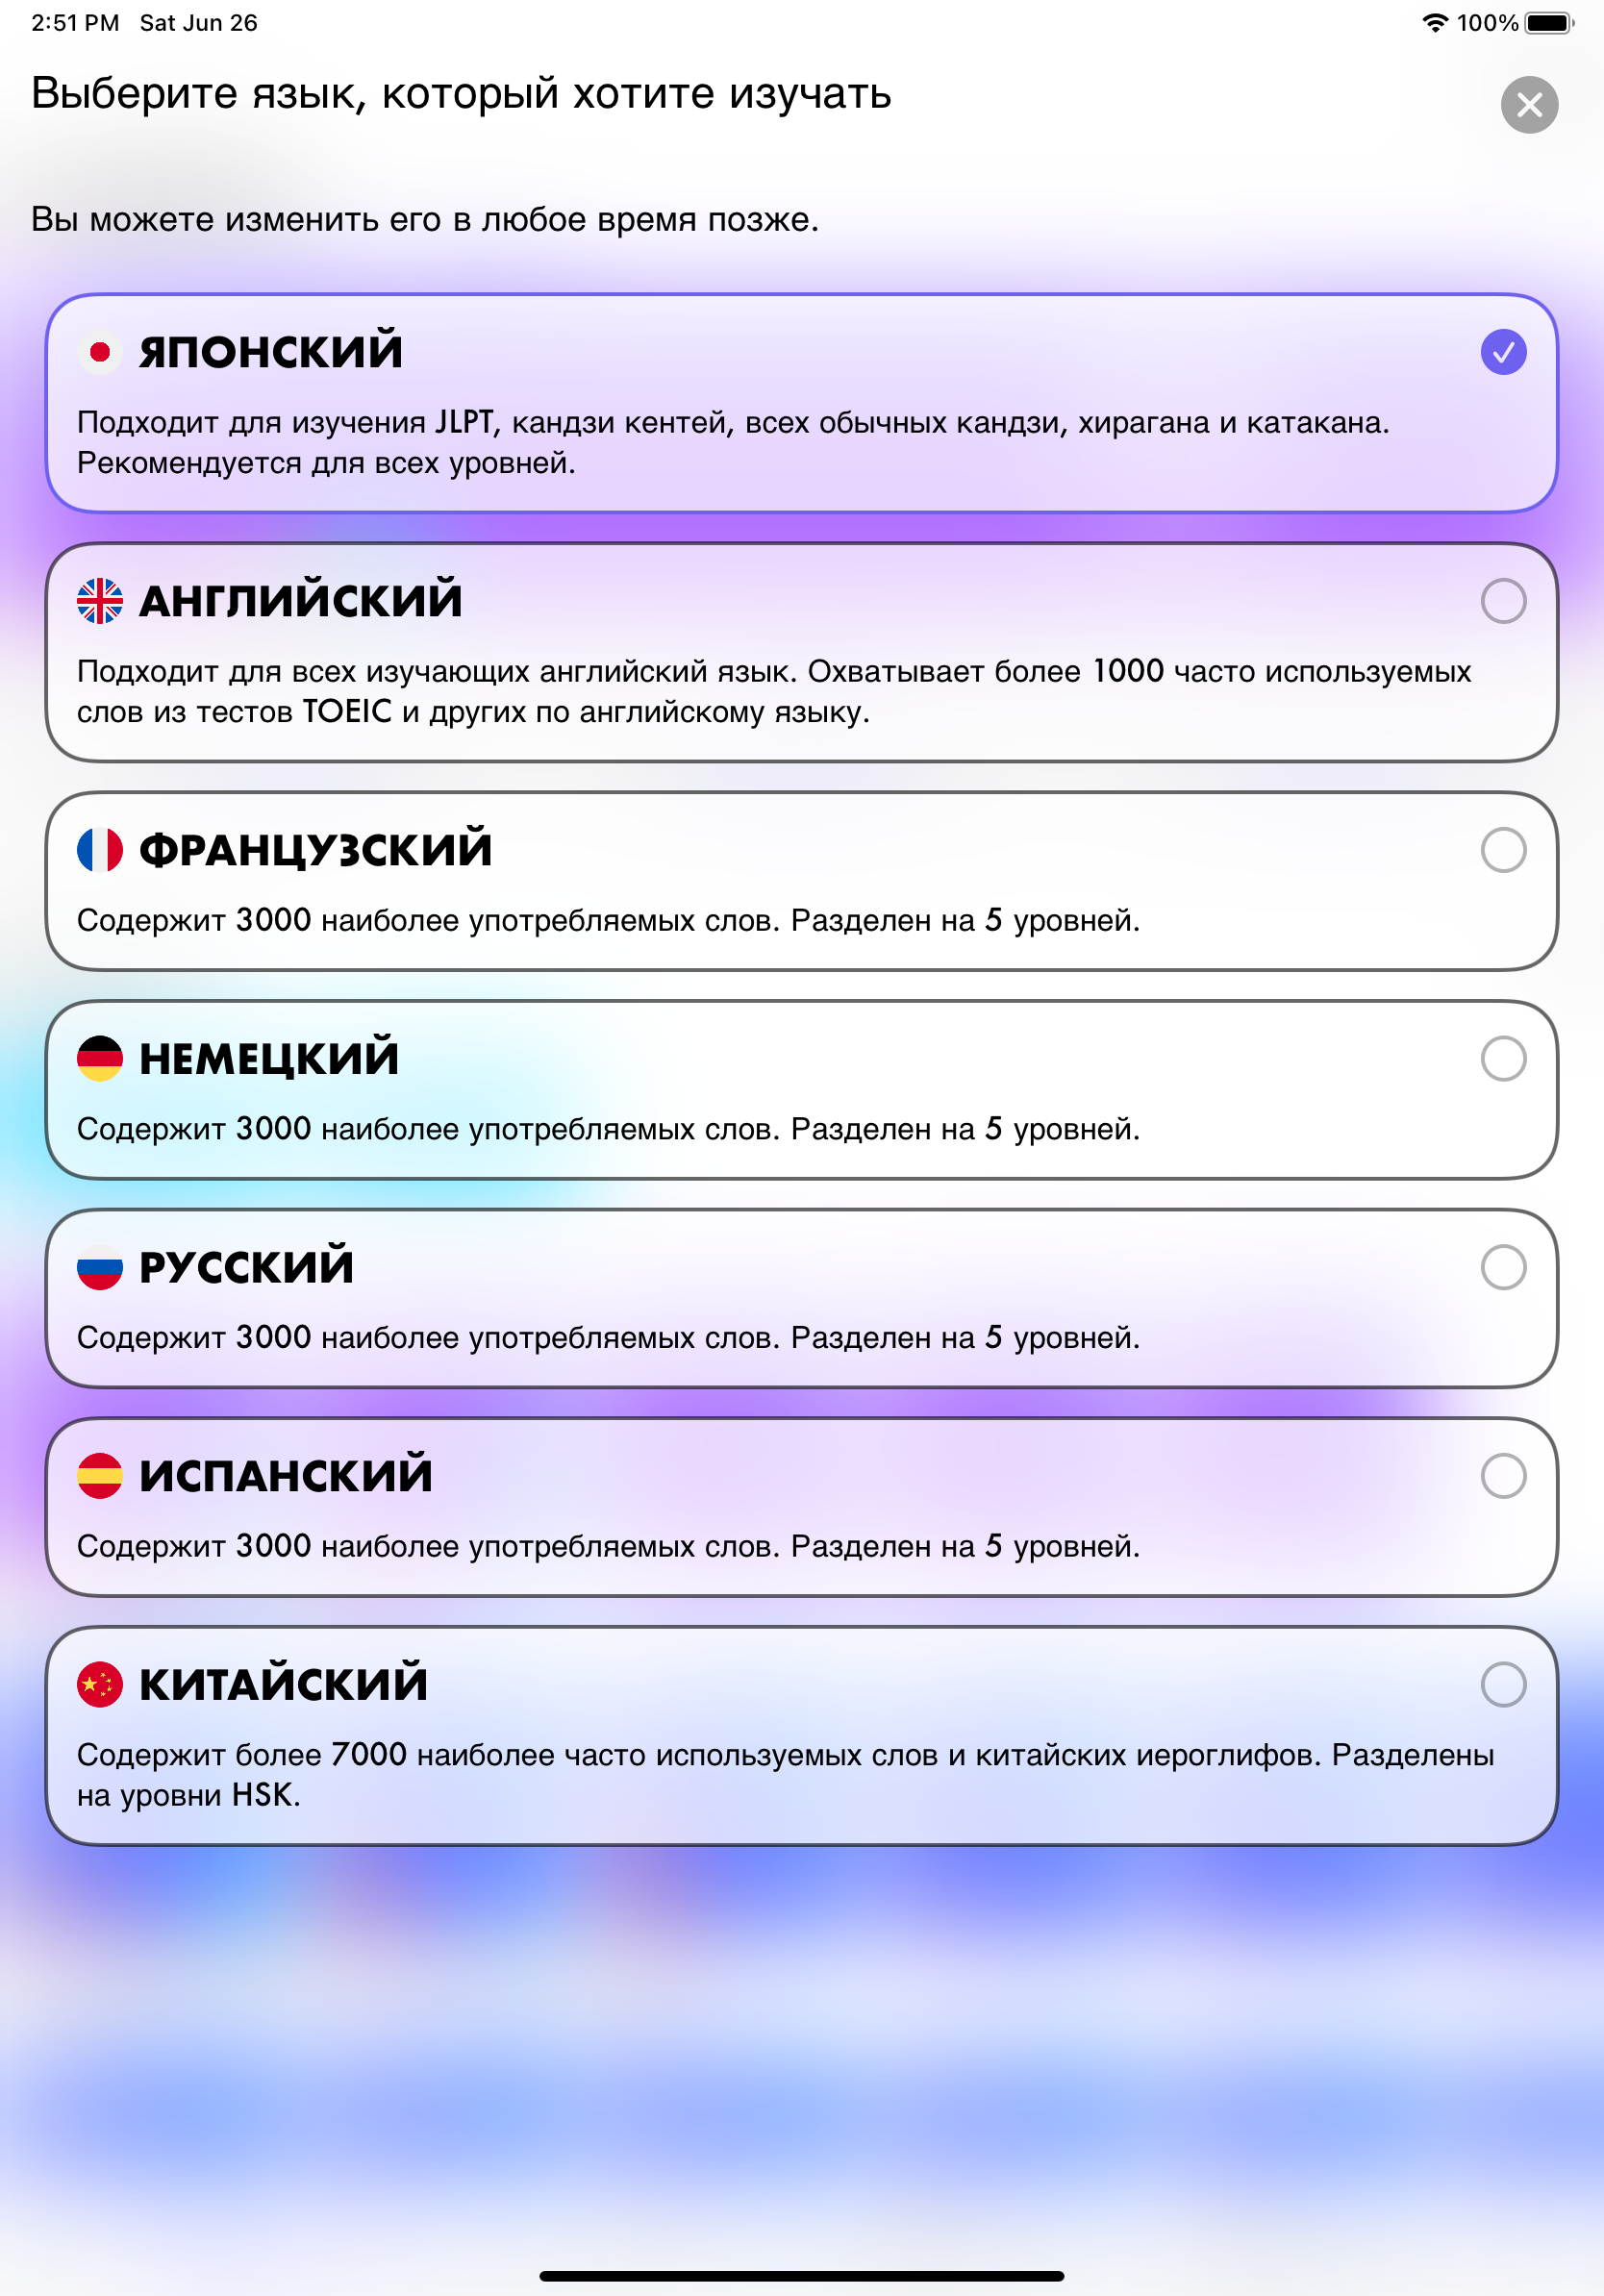 2:51 PM Sat Jun 26 100%
Выберите язык, который хотите изучать
Вы можете изменить его в любое время позже.
ЯПОНСКИЙ
Подходит для изучения JLPT, кандзи кентей, всех обычных кандзи, хирагана и катакана.
Рекомендуется для всех уровней.
АНГЛИЙСКИЙ
Подходит для всех изучающих английский язык. Охватывает более 1000 часто используемых
слов из тестов TOEIC и других по английскому языку.
ФРАНЦУЗСКИЙ
Содержит 3000 наиболее употребляемых слов. Разделен на 5 уровней.
НЕМЕЦКИЙ
Содержит 3000 наиболее употребляемых слов. Разделен на 5 уровней.
РУССКИЙ
Содержит 3000 наиболее употребляемых слов. Разделен на 5 уровней.
ИСПАНСКИЙ
Содержит 3000 наиболее употребляемых слов. Разделен на 5 уровней.
КИТАЙСКИЙ
Содержит более 7000 наиболее часто используемых слов и китайских иероглифов. Разделены
на уровни HSK.